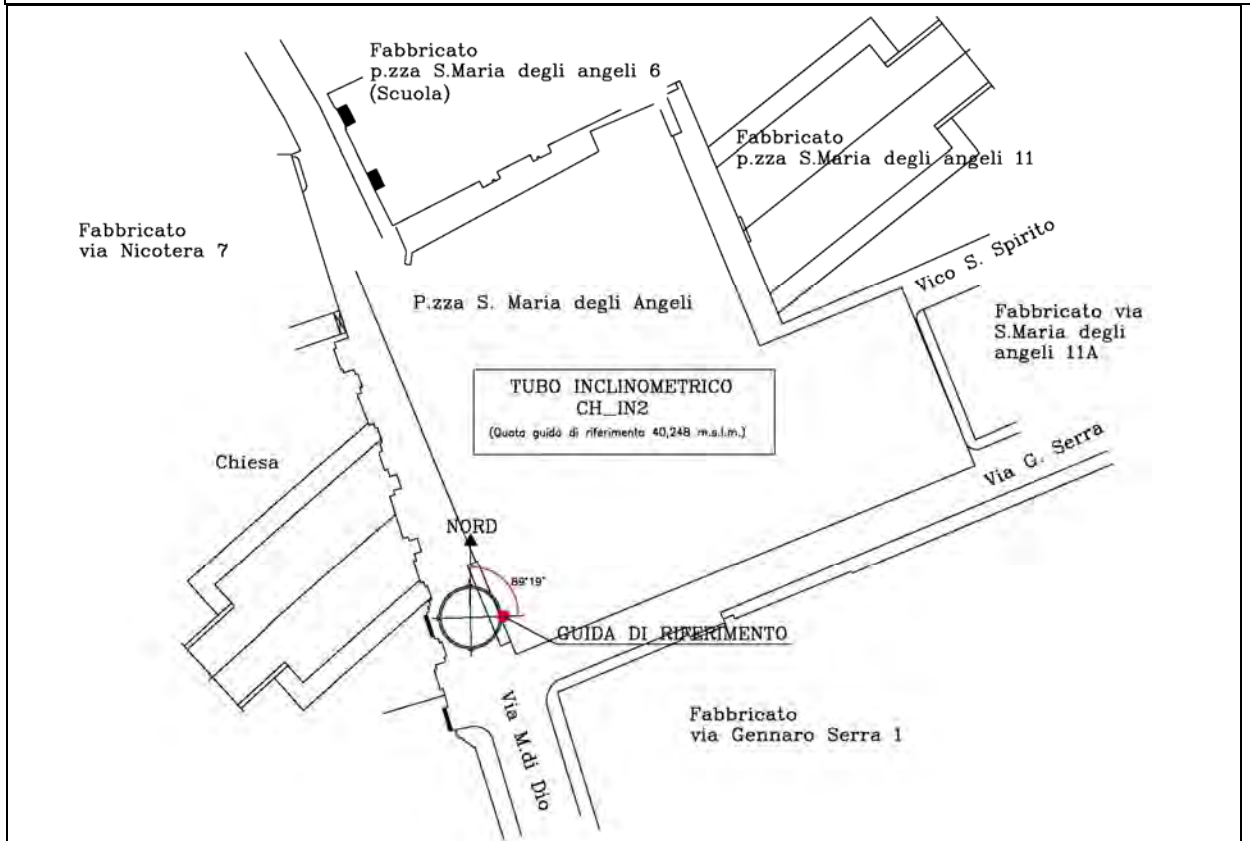 Fabbricato
p.zza S.Maria degli angeli 6
(Scuola)
Fabbricato
p.zza S.Maria degli angeli 11
Fabbricato
via Nicotera 7
Vico S. Spirito
P.zza S. Maria degli Angeli
Fabbricato via
S.Maria degli
angeli 11A
TUBO INCLINOMETRICO
CH_IN2
(Quota guida di riferimento 40,248 m.s.l.m.)
Via G. Serra
Chiesa
NORD
89°19'
GUIDA DI RIFERIMENTO
Via M.di Dio
Fabbricato
via Gennaro Serra 1